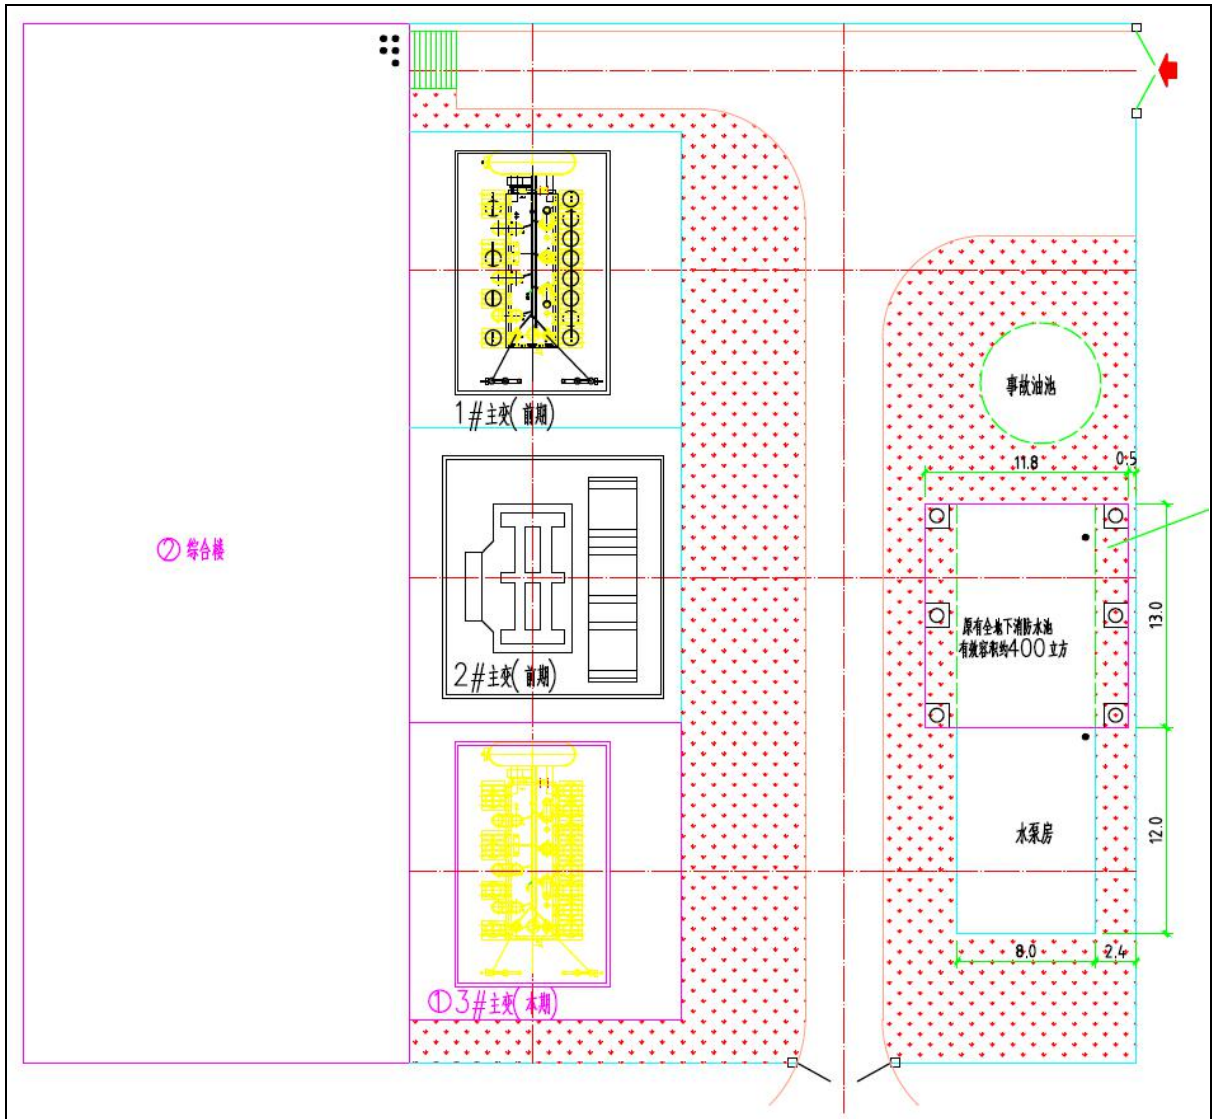 1#主变(前期)
事故油池
11.8
0.5
② 综合楼
原有全地下消防水池
有效容积约400立方
13.0
2#主变(前期)
水泵房
12.0
8.0
2.4
①3#主变(本期)